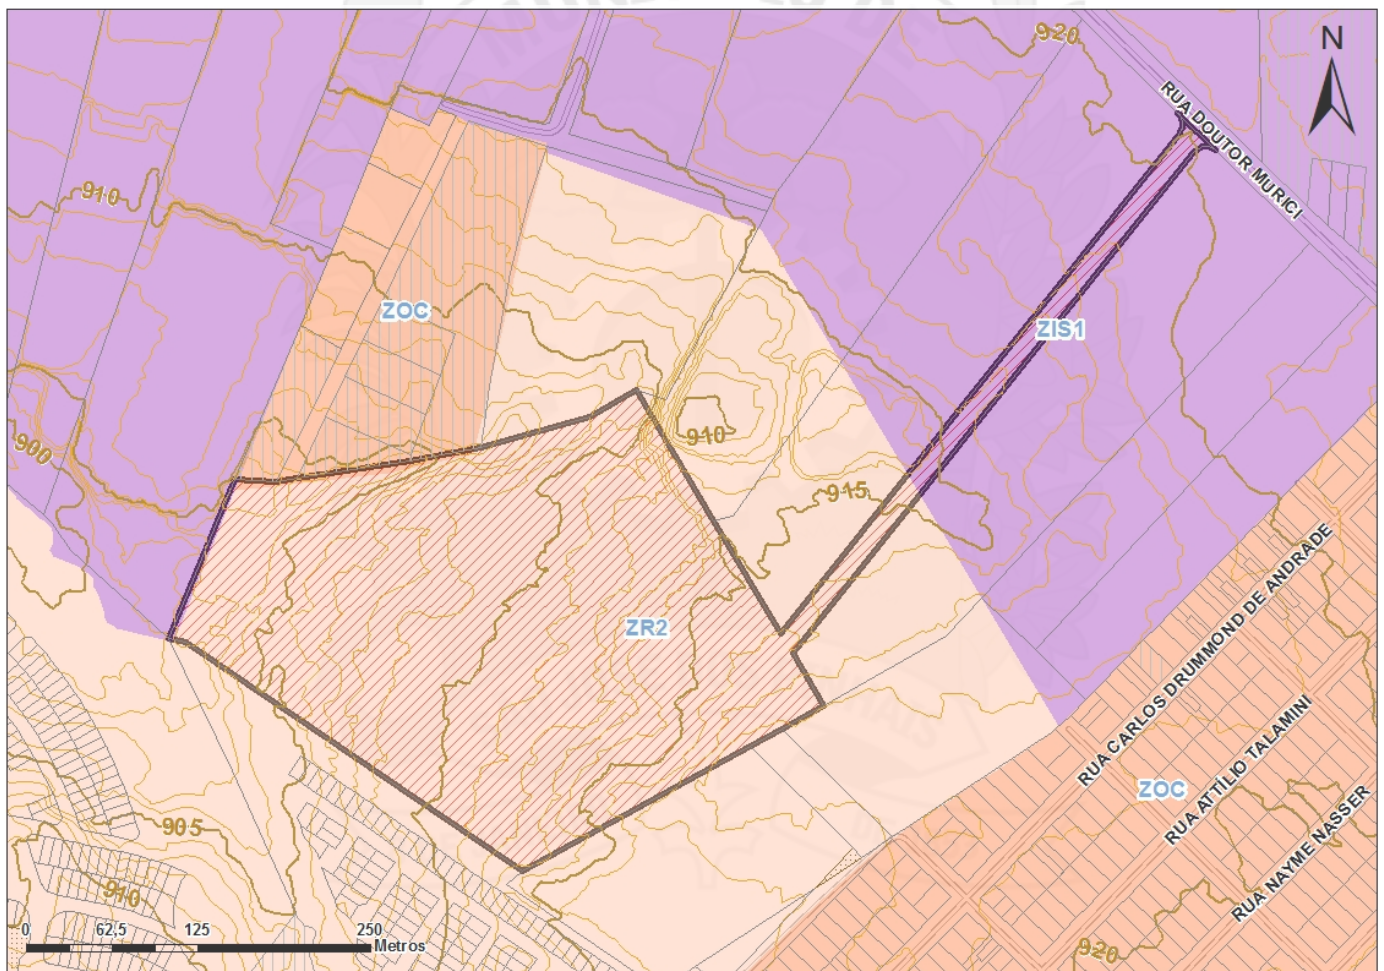 920
N
RUA DOUTOR MURICI
910
ZOC
ZIS1
910
900
915
RUA CARLOS DRUMMOND DE ANDRADE
ZR2
RUA ATTÍLIO TALAMINI
ZOC
RUA NAYME NASSER
905
910
0 62,5 125 250
Metros
920